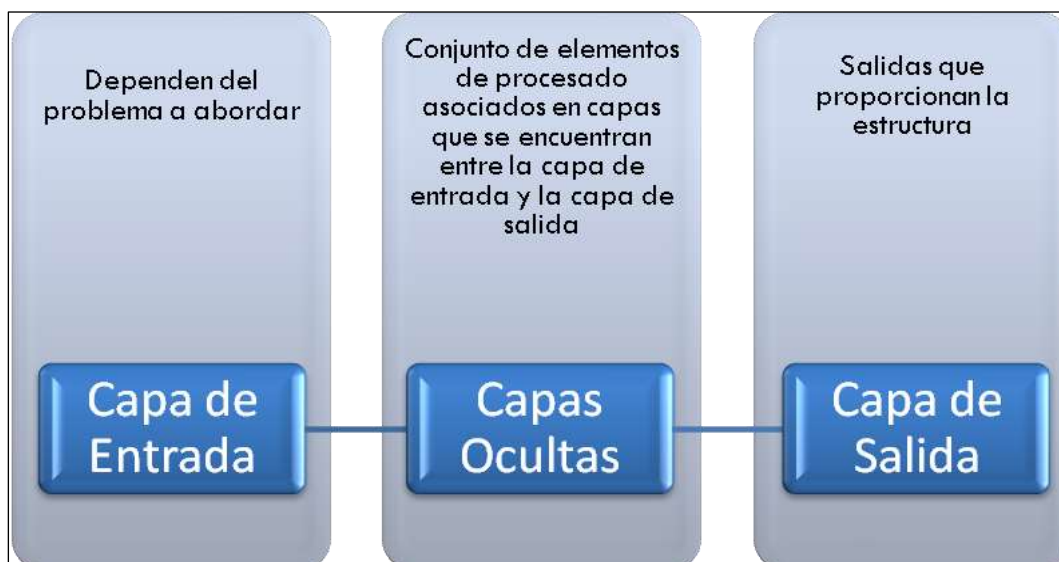 Dependen del
problema a abordar
Conjunto de elementos
de procesado
asociados en capas
que se encuentran
entre la capa de
entrada y la capa de
salida
Salidas que
proporcionan la
estructura
Capa de
Entrada
Capas
Ocultas
Capa de
Salida